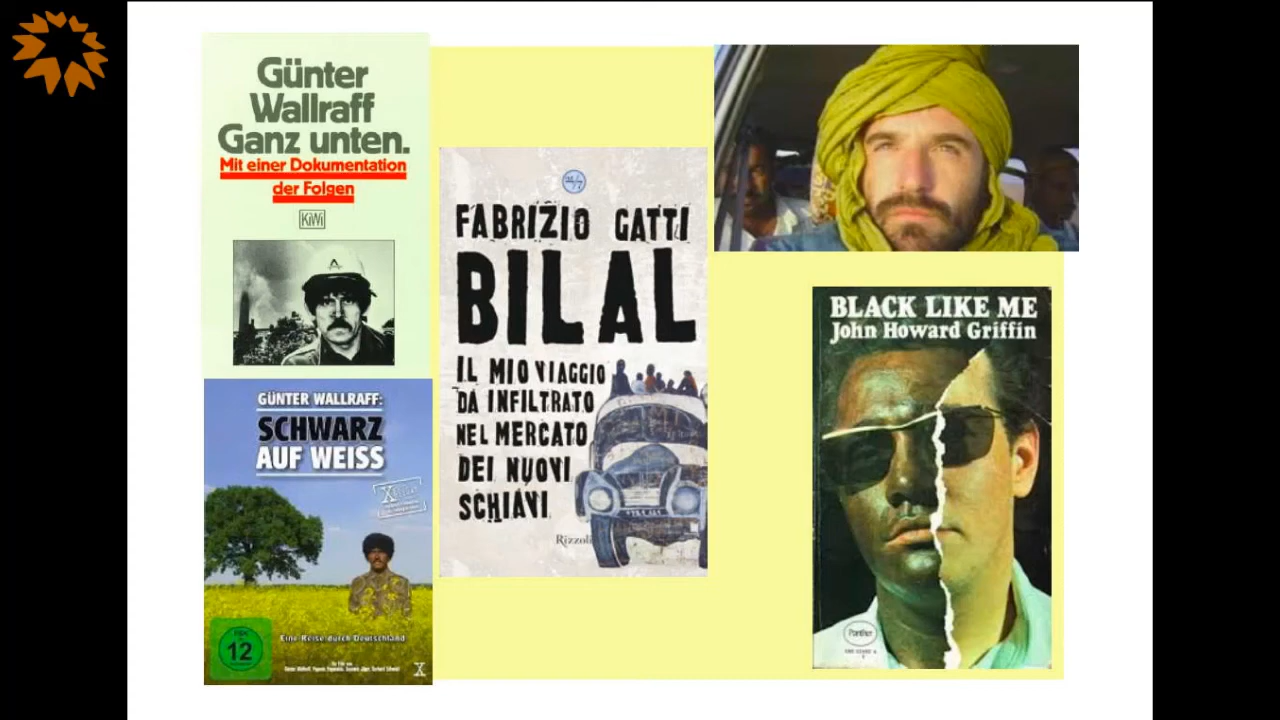 Günter
Wallraff
Ganz unten.
Mit einer Dokumentation
der Folgen
KiWi
GÜNTER WALLRAFF:
SCHWARZ
AUF WEISS
Eine Reise durch Deutschland
12
X
FABRIZIO GATTI
BILAL
IL MIO VIAGGIO
DA INFILTRATO
NEL MERCATO
DEI NUOVI
SCHIAVI
Rizzoli
BLACK LIKE ME
John Howard Griffin
Panther